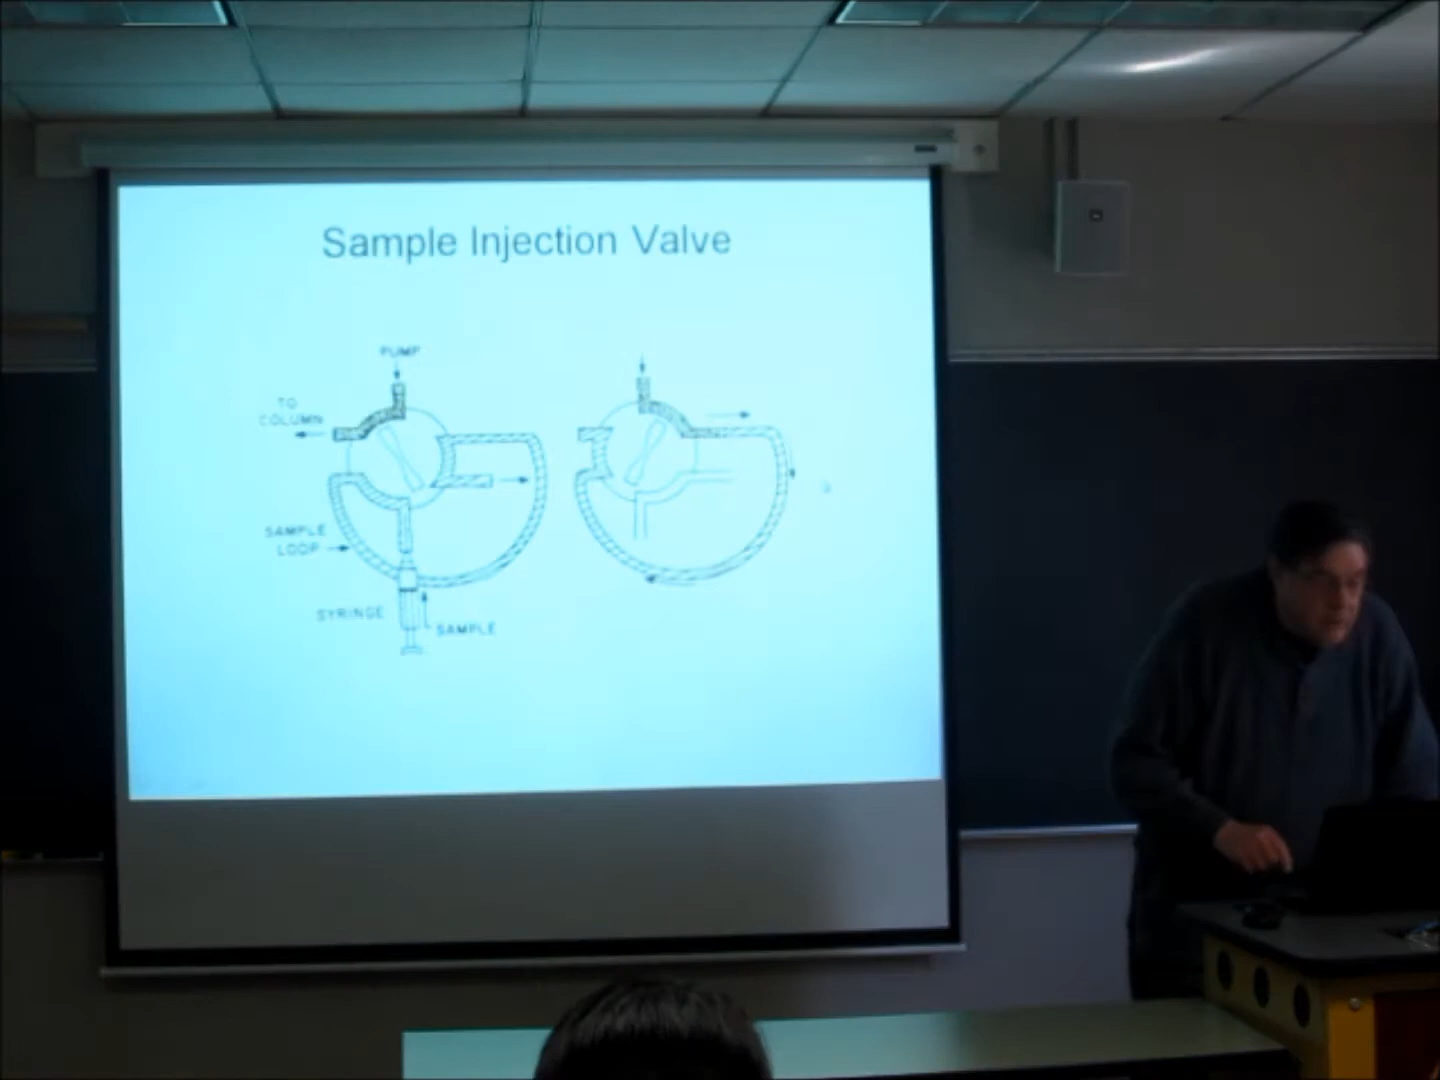 Sample Injection Valve
PUMP
TO
COLUMN
SAMPLE
LOOP
SYRINGE
SAMPLE